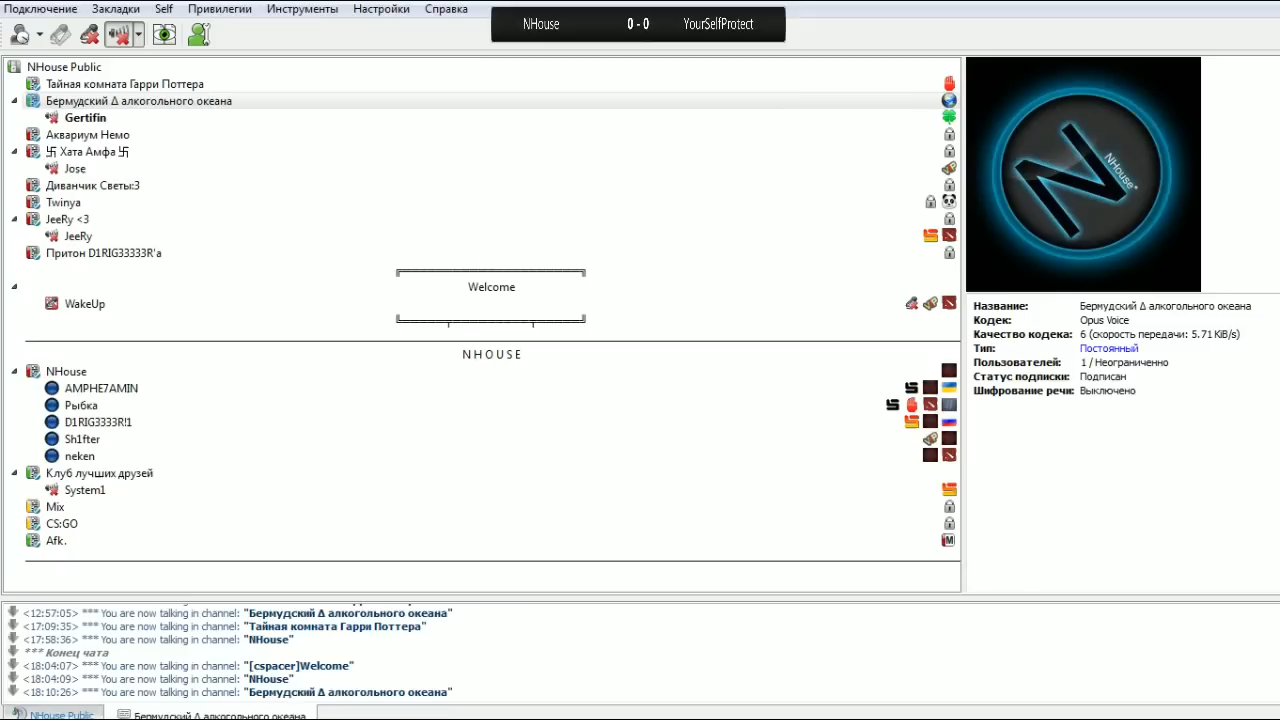 Подключение Закладки Self Привилегии Инструменты Настройки Справка
NHouse 0 - 0 YourSelfProtect
NHouse Public
Тайная комната Гарри Поттера
Бермудский Δ алкогольного океана
Gertifin
Аквариум Немо
卐 Хата Амфа 卐
Jose
Диванчик Светы:3
Twinya
JeeRy <3
JeeRy
Притон D1RIG33333R'a
╔═════════════════════╗
Welcome
WakeUp
╚═════╤══════════╤═════╝
NHOUSE
NHouse
AMPHE7AMIN
Рыбка
D1RIG3333R!1
Sh1fter
neken
Клуб лучших друзей
System1
Mix
CS:GO
Afk.
M
NHouse
Название: Бермудский Δ алкогольного океана
Кодек: Opus Voice
Качество кодека: 6 (скорость передачи: 5.71 KiB/s)
Тип: Постоянный
Пользователей: 1 / Неограниченно
Статус подписки: Подписан
Шифрование речи: Выключено
<12:57:05> *** You are now talking in channel: "Бермудский Δ алкогольного океана"
<17:09:35> *** You are now talking in channel: "Тайная комната Гарри Поттера"
<17:58:36> *** You are now talking in channel: "NHouse"
*** Конец чата
<18:04:07> *** You are now talking in channel: "[cspacer]Welcome"
<18:04:09> *** You are now talking in channel: "NHouse"
<18:10:26> *** You are now talking in channel: "Бермудский Δ алкогольного океана"
NHouse Public Бермудский Δ алкогольного океана